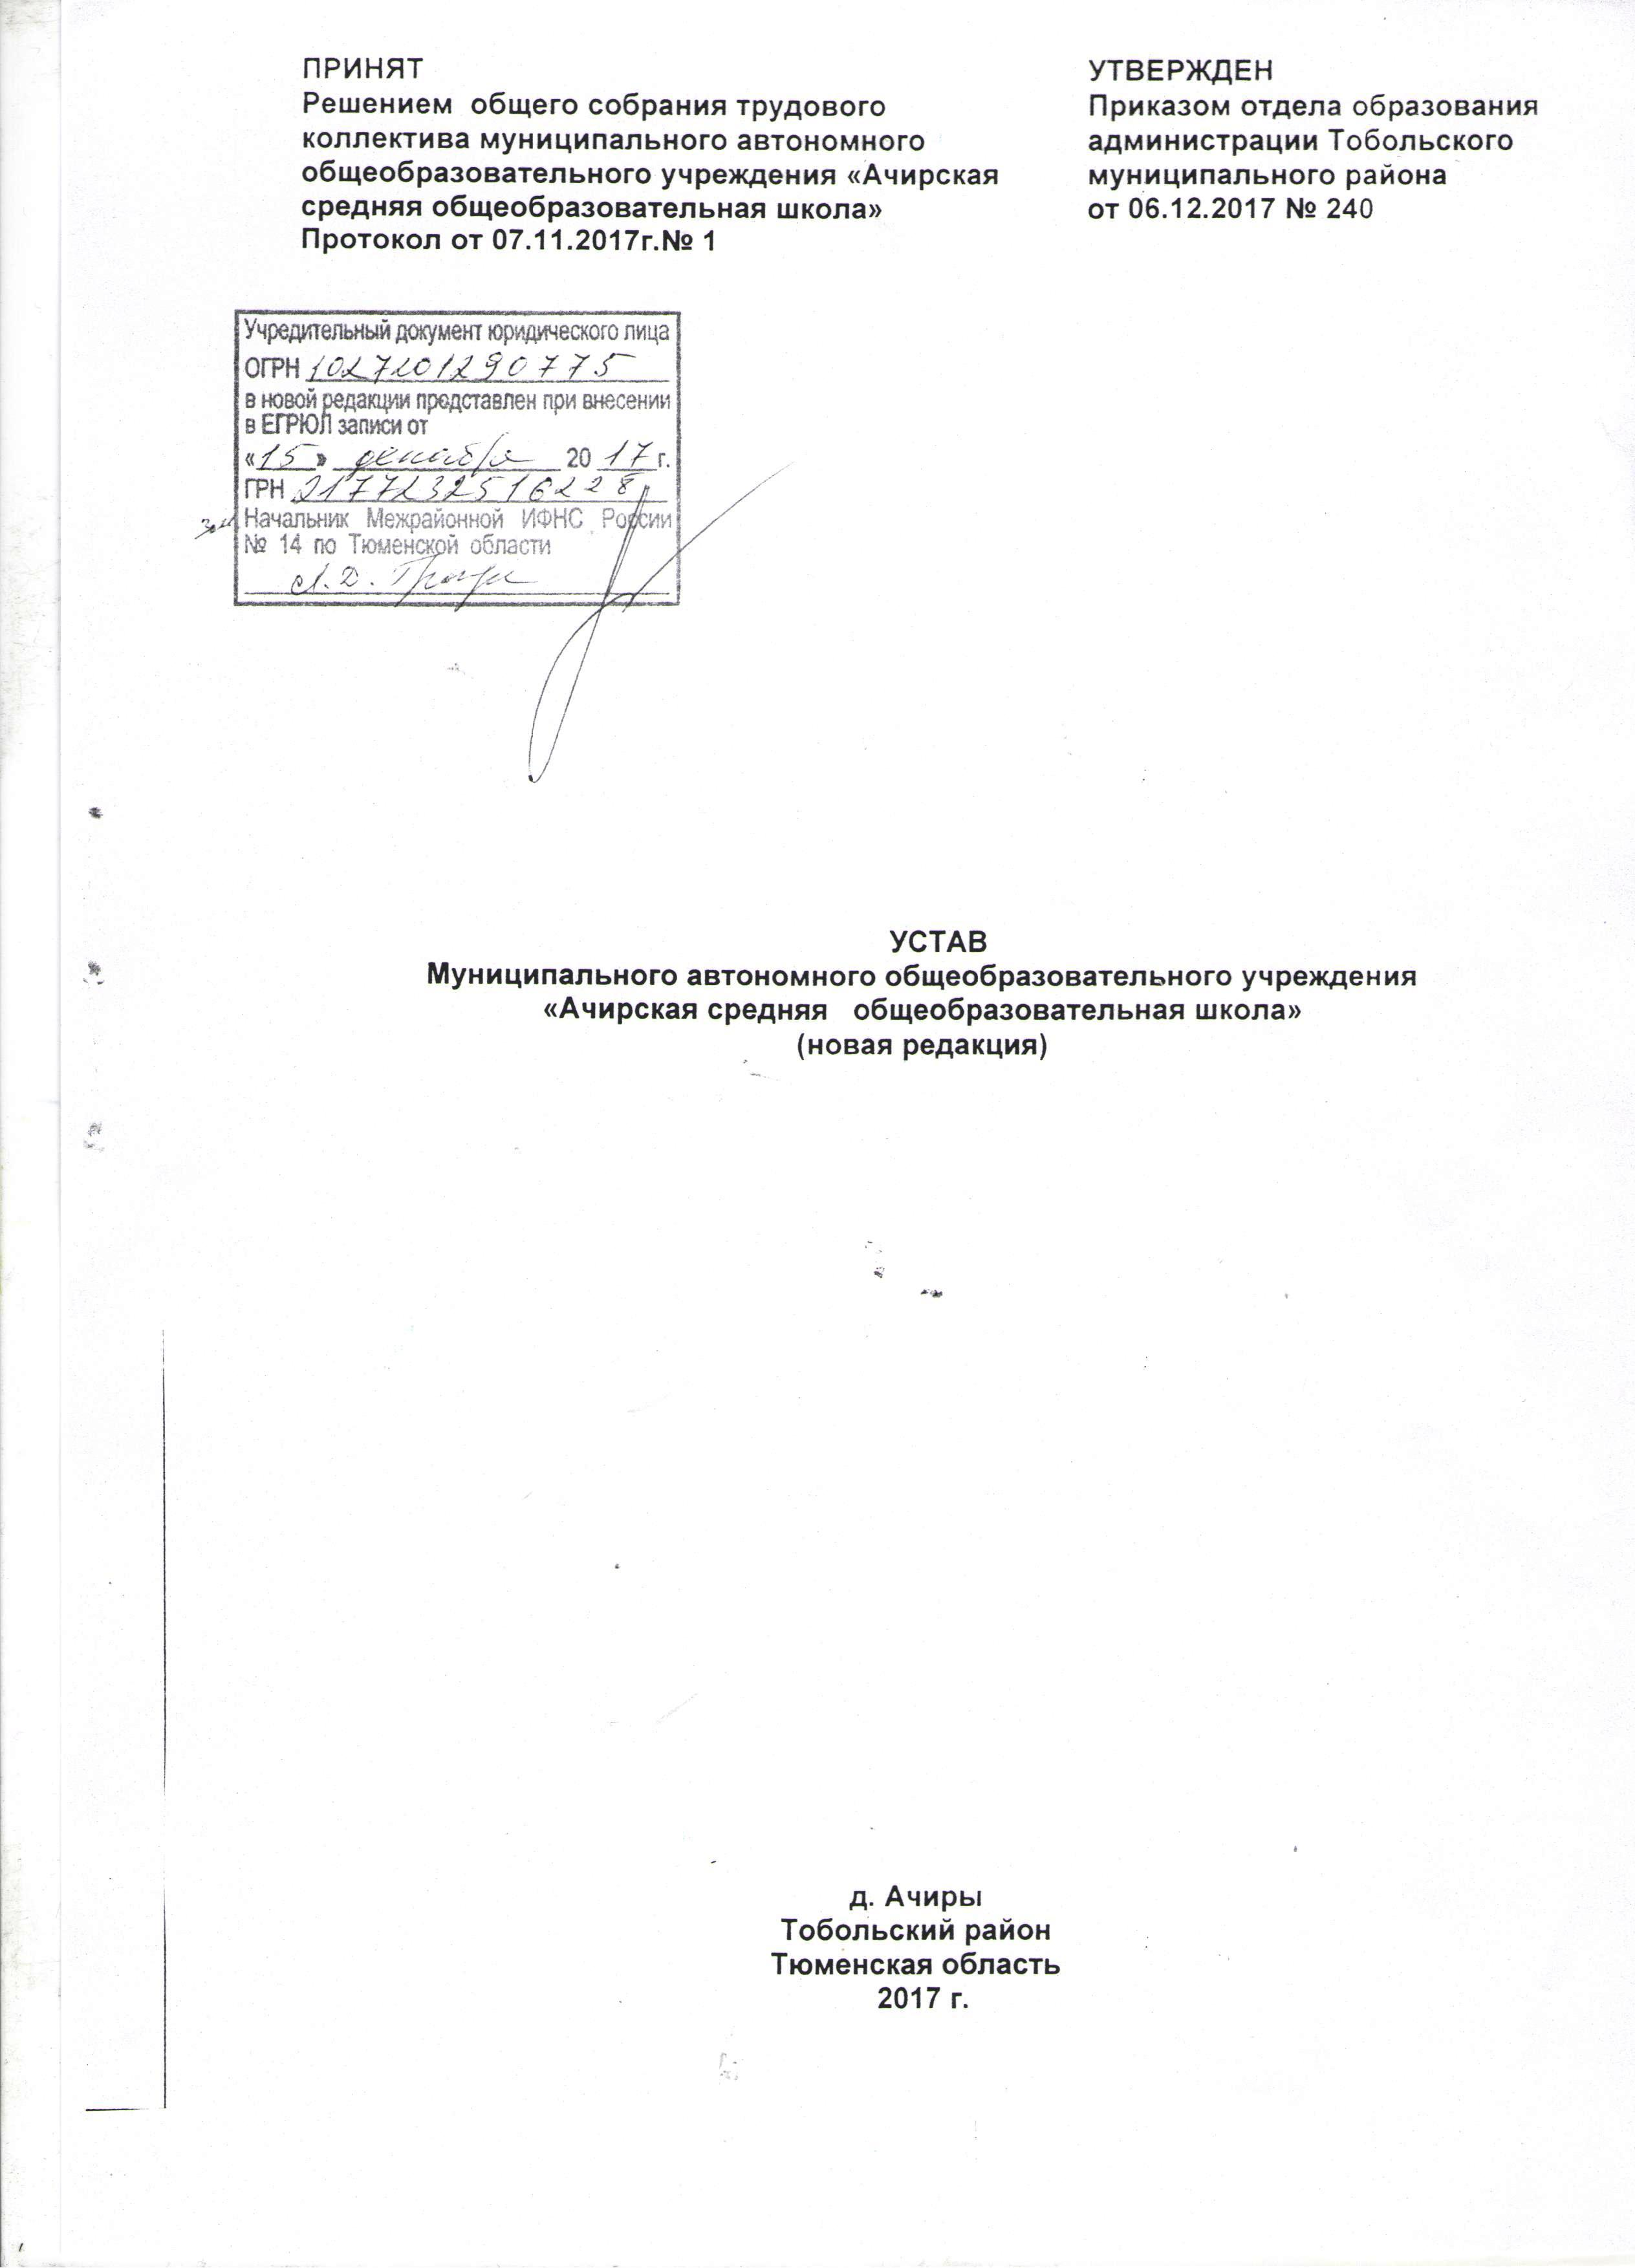 ПРИНЯТ
Решением общего собрания трудового
коллектива муниципального автономного
общеобразовательного учреждения «Ачирская
средняя общеобразовательная школа»
Протокол от 07.11.2017г.№ 1
УТВЕРЖДЕН
Приказом отдела образования
администрации Тобольского
муниципального района
от 06.12.2017 № 240
Учредительный документ юридического лица
ОГРН 1027201290775
в новой редакции представлен при внесении
в ЕГРЮЛ записи от
«15» декабря 2017 г.
ГРН 2177232516228
Начальник Межрайонной ИФНС России
№ 14 по Тюменской области
УСТАВ
Муниципального автономного общеобразовательного учреждения
«Ачирская средняя общеобразовательная школа»
(новая редакция)
д. Ачиры
Тобольский район
Тюменская область
2017 г.